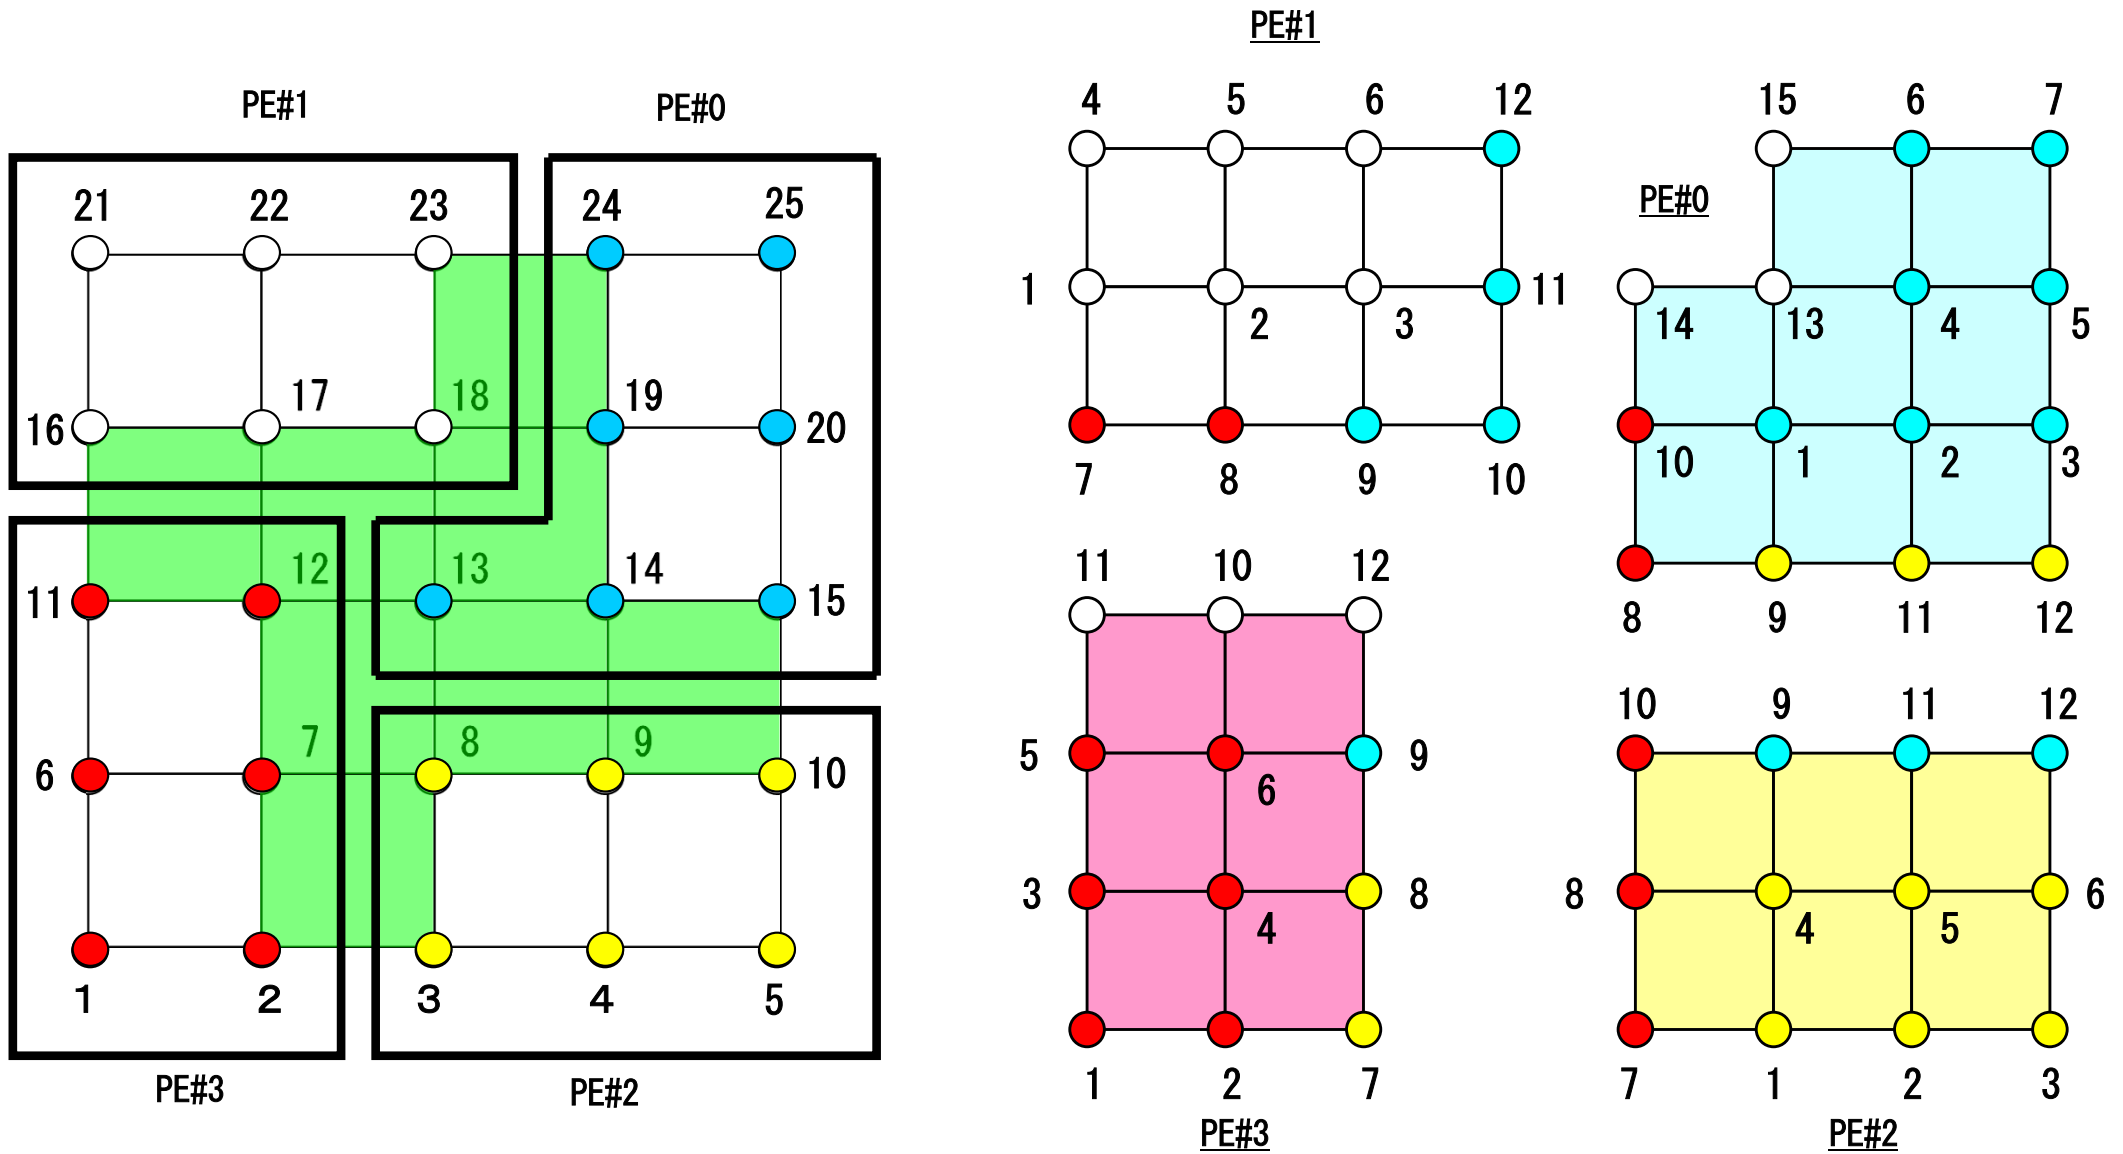 PE#1 PE#0
21 22 23 24 25
16 17 18 19 20
11 12 13 14 15
6 7 8 9 10
1 2 3 4 5
PE#3 PE#2
PE#1
4 5 6 12
1 2 3 11
7 8 9 10
PE#0
15 6 7
14 13 4 5
10 1 2 3
8 9 11 12
11 10 12
5 6 9
3 4 8
1 2 7
PE#3
10 9 11 12
8 4 5 6
7 1 2 3
PE#2